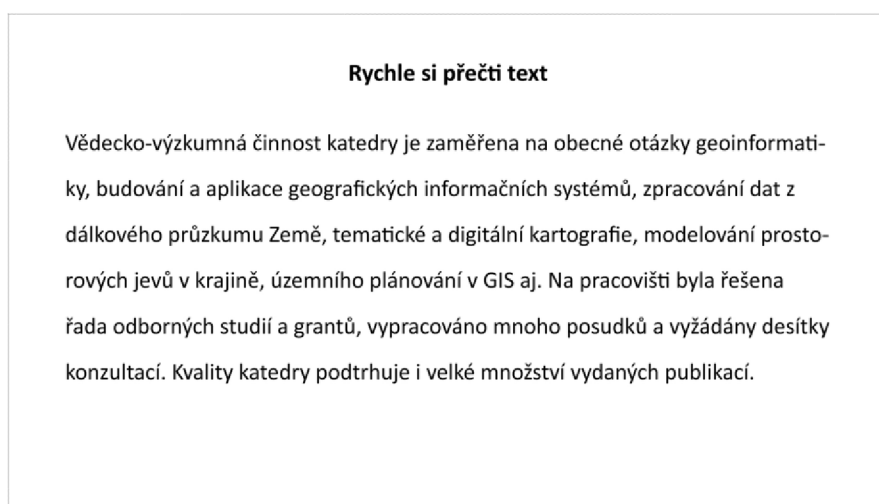 Rychle si přečti text
Vědecko-výzkumná činnost katedry je zaměřena na obecné otázky geoinformati-
ky, budování a aplikace geografických informačních systémů, zpracování dat z
dálkového průzkumu Země, tematické a digitální kartografie, modelování prosto-
rových jevů v krajině, územního plánování v GIS aj. Na pracovišti byla řešena
řada odborných studií a grantů, vypracováno mnoho posudků a vyžádány desítky
konzultací. Kvality katedry podtrhuje i velké množství vydaných publikací.